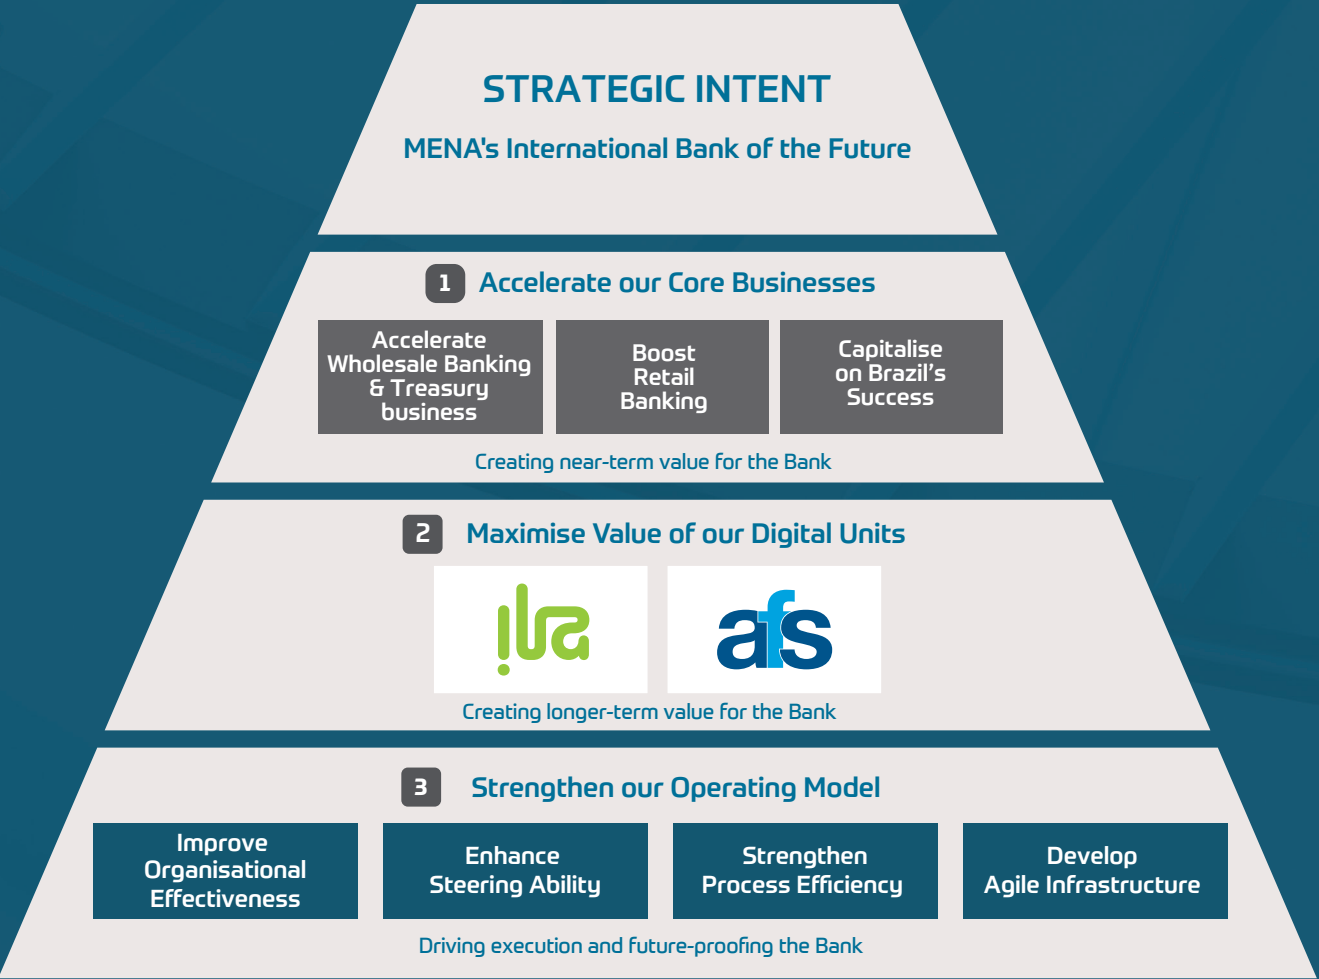 STRATEGIC INTENT
MENA's International Bank of the Future
1 Accelerate our Core Businesses
Accelerate
Wholesale Banking
& Treasury
business
Boost
Retail
Banking
Capitalise
on Brazil’s
Success
Creating near-term value for the Bank
2 Maximise Value of our Digital Units
ila
afs
Creating longer-term value for the Bank
3 Strengthen our Operating Model
Improve
Organisational
Effectiveness
Enhance
Steering Ability
Strengthen
Process Efficiency
Develop
Agile Infrastructure
Driving execution and future-proofing the Bank